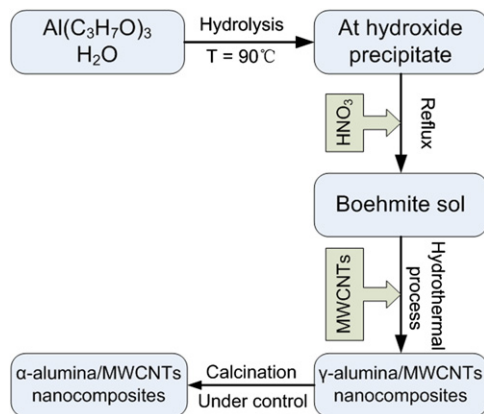 Al(C3H7O)3
H2O
Hydrolysis
T = 90℃
At hydroxide
precipitate
HNO3
Reflux
Boehmite sol
MWCNTs
Hydrothermal
process
γ-alumina/MWCNTs
nanocomposites
Calcination
Under control
α-alumina/MWCNTs
nanocomposites